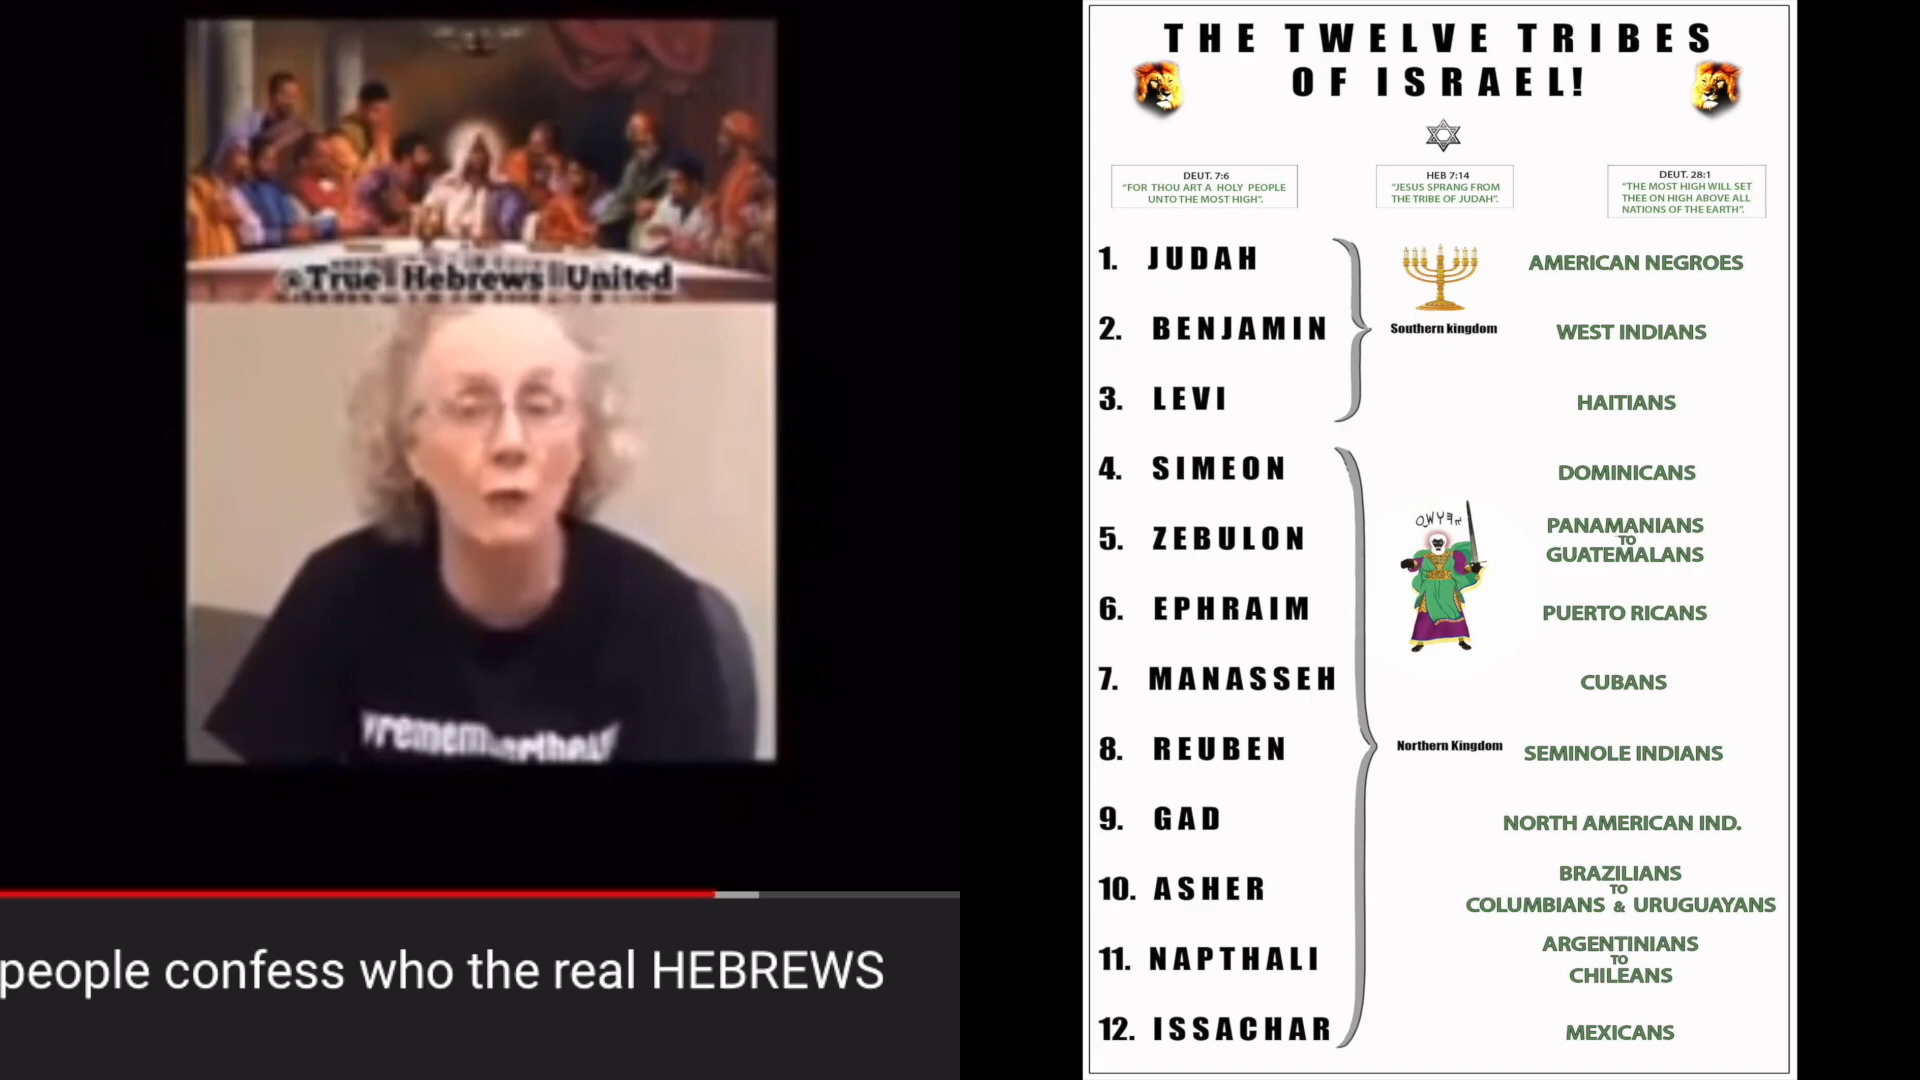 @True Hebrews United
people confess who the real HEBREWS
THE TWELVE TRIBES
OF ISRAEL!
DEUT. 7:6
“FOR THOU ART A HOLY PEOPLE
UNTO THE MOST HIGH”.
HEB 7:14
“JESUS SPRANG FROM
THE TRIBE OF JUDAH”.
DEUT. 28:1
“THE MOST HIGH WILL SET
THEE ON HIGH ABOVE ALL
NATIONS OF THE EARTH”.
1. JUDAH
AMERICAN NEGROES
2. BENJAMIN
Southern kingdom
WEST INDIANS
3. LEVI
HAITIANS
4. SIMEON
DOMINICANS
5. ZEBULON
PANAMANIANS
TO
GUATEMALANS
6. EPHRAIM
PUERTO RICANS
7. MANASSEH
CUBANS
8. REUBEN
Northern Kingdom
SEMINOLE INDIANS
9. GAD
NORTH AMERICAN IND.
10. ASHER
BRAZILIANS
TO
COLUMBIANS & URUGUAYANS
11. NAPTHALI
ARGENTINIANS
TO
CHILEANS
12. ISSACHAR
MEXICANS